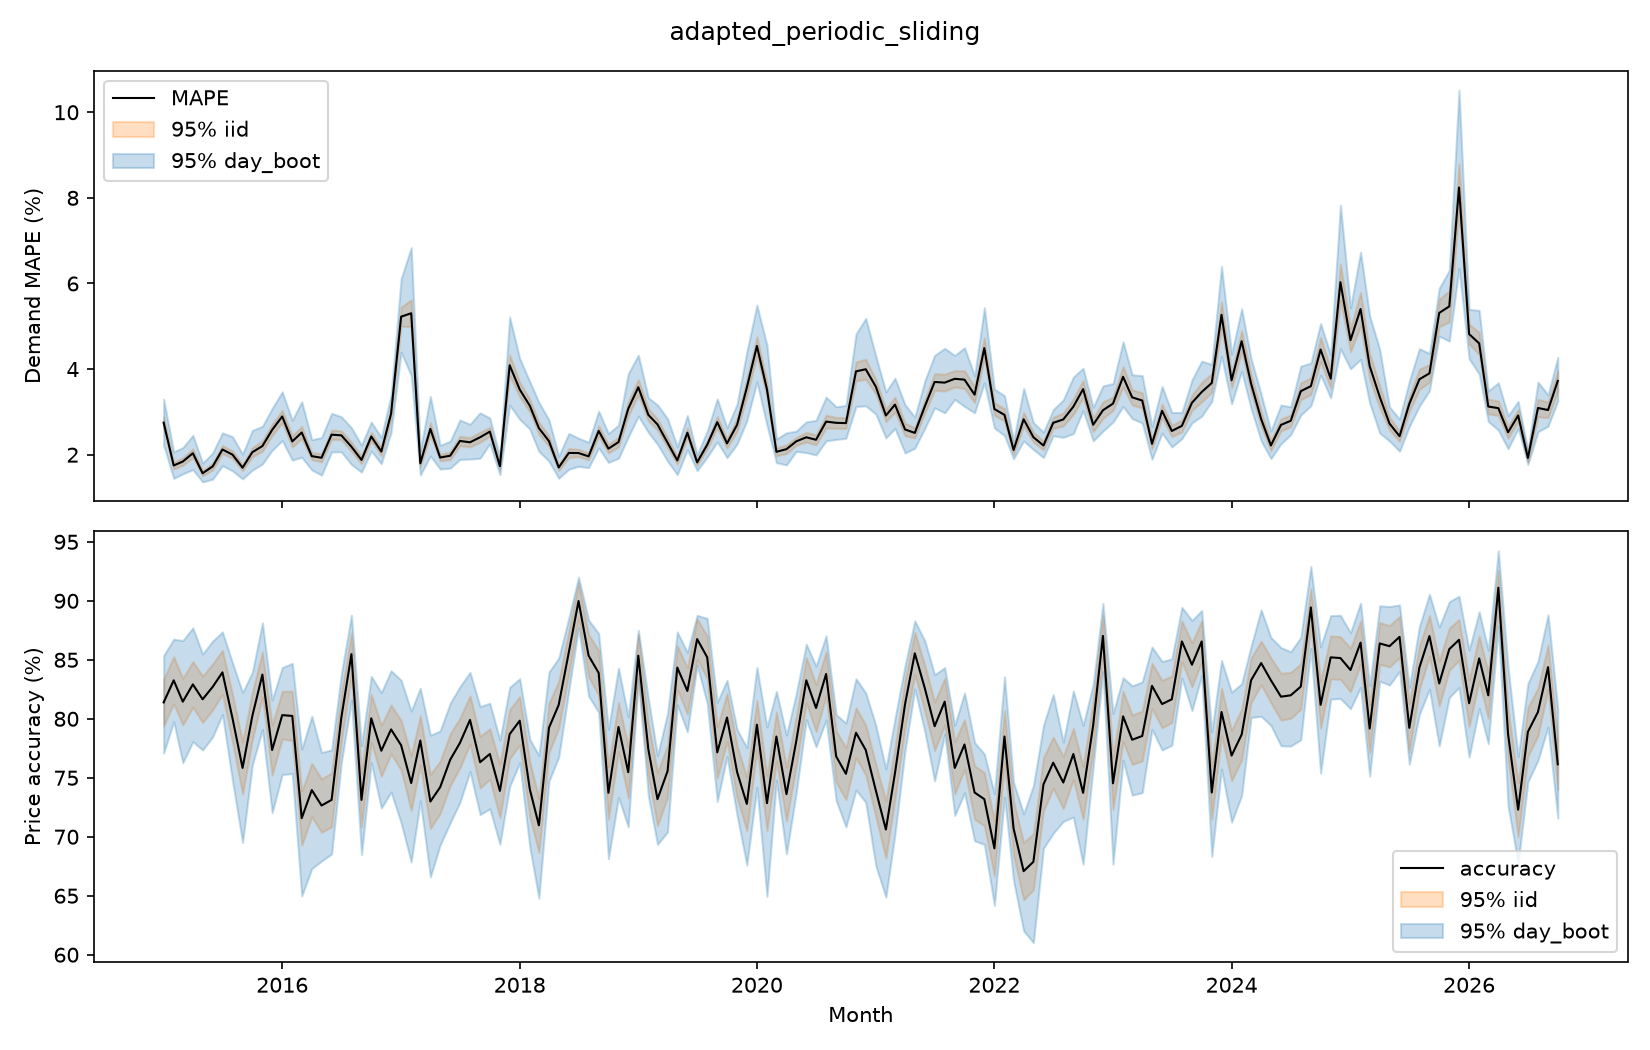 adapted_periodic_sliding
MAPE
95% iid
95% day_boot
Demand MAPE (%)
10
8
6
4
2
Price accuracy (%)
95
90
85
80
75
70
65
60
accuracy
95% iid
95% day_boot
2016 2018 2020 2022 2024 2026
Month